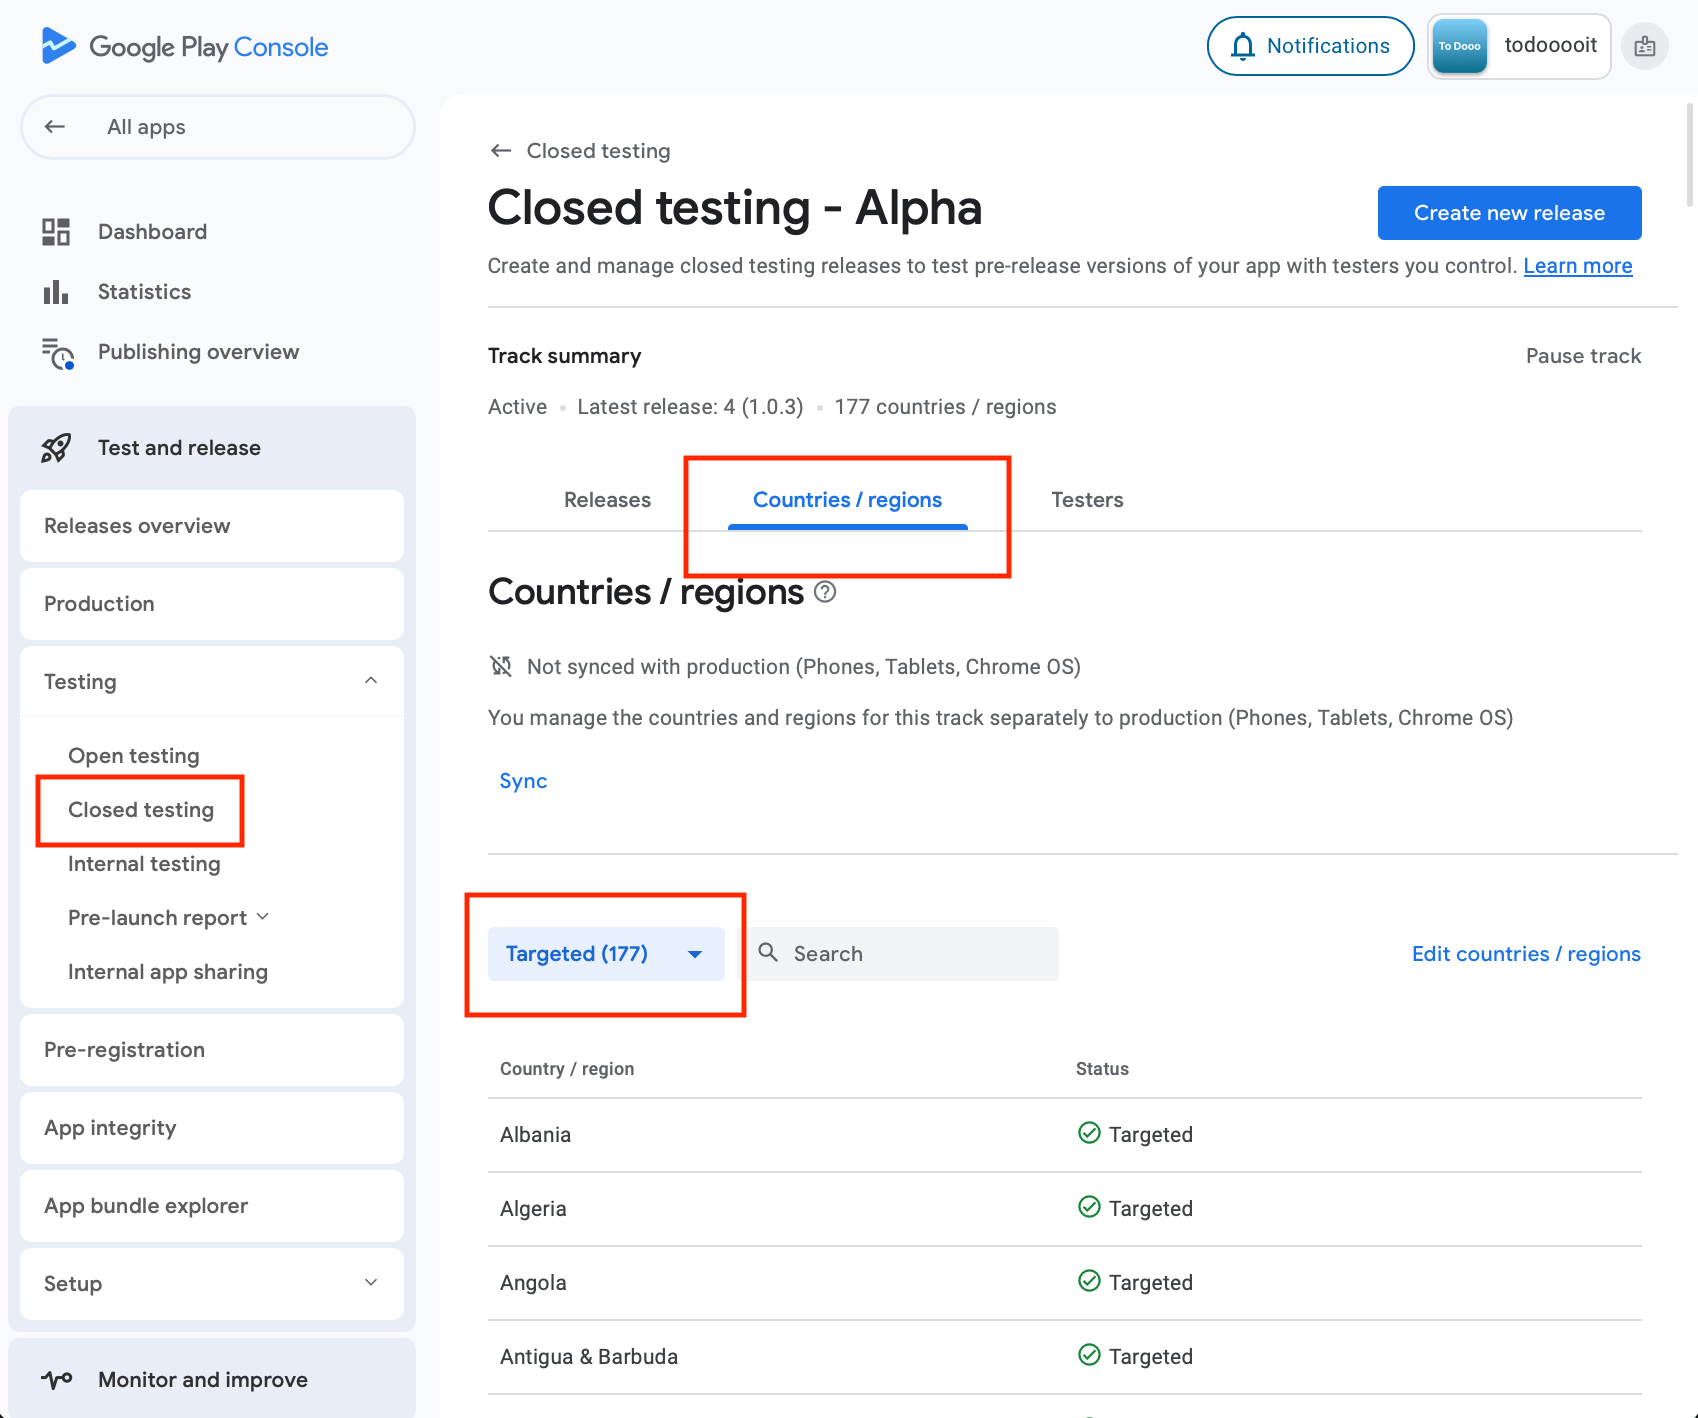 Google Play Console
Notifications
To Dooo
todooooit
All apps
Dashboard
Statistics
Publishing overview
Test and release
Releases overview
Production
Testing
Open testing
Closed testing
Internal testing
Pre-launch report
Internal app sharing
Pre-registration
App integrity
App bundle explorer
Setup
Monitor and improve
Closed testing
Closed testing - Alpha
Create new release
Create and manage closed testing releases to test pre-release versions of your app with testers you control. Learn more
Track summary
Pause track
Active • Latest release: 4 (1.0.3) • 177 countries / regions
Releases
Countries / regions
Testers
Countries / regions
Not synced with production (Phones, Tablets, Chrome OS)
You manage the countries and regions for this track separately to production (Phones, Tablets, Chrome OS)
Sync
Targeted (177)
Search
Edit countries / regions
Country / region Status
Albania Targeted
Algeria Targeted
Angola Targeted
Antigua & Barbuda Targeted